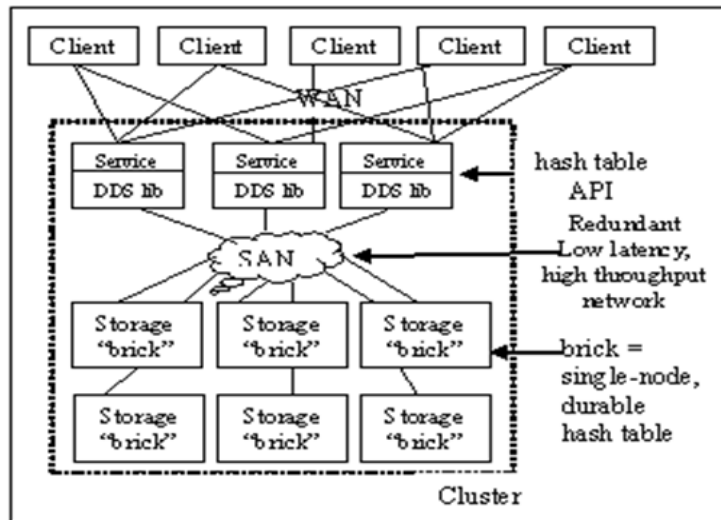 Client Client Client Client Client
WAN
Service Service Service
DDS lib DDS lib DDS lib
hash table
API
Redundant
Low latency,
high throughput
network
SAN
Storage Storage Storage
“brick” “brick” “brick”
brick =
single-node,
durable
hash table
Storage Storage Storage
“brick” “brick” “brick”
Cluster